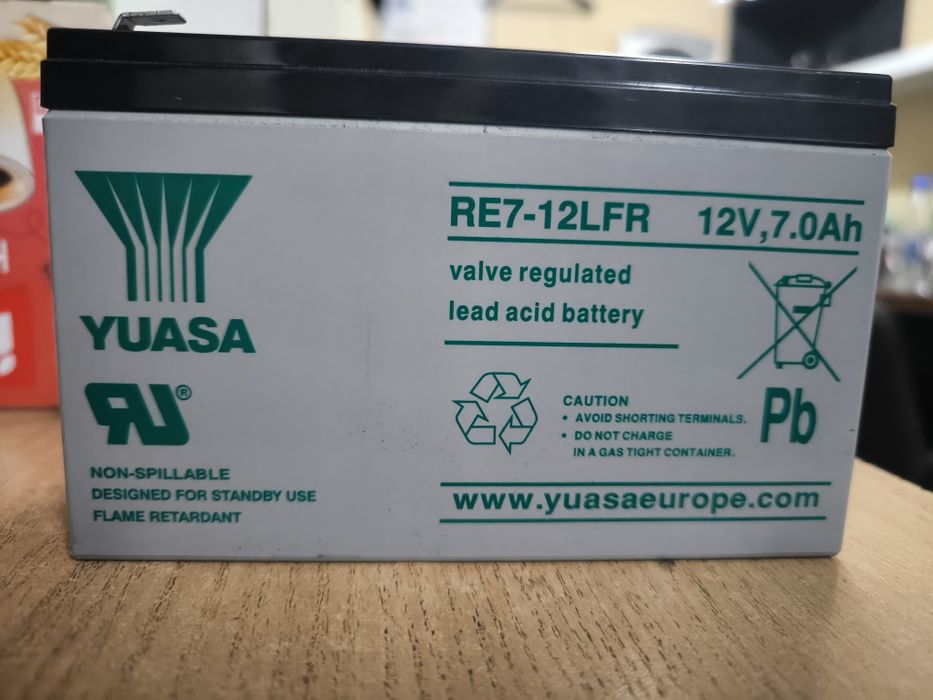 YUASA
RU®
NON-SPILLABLE
DESIGNED FOR STANDBY USE
FLAME RETARDANT
RE7-12LFR 12V,7.0Ah
valve regulated
lead acid battery
CAUTION
• AVOID SHORTING TERMINALS.
• DO NOT CHARGE
IN A GAS TIGHT CONTAINER.
Pb
www.yuasaeurope.com